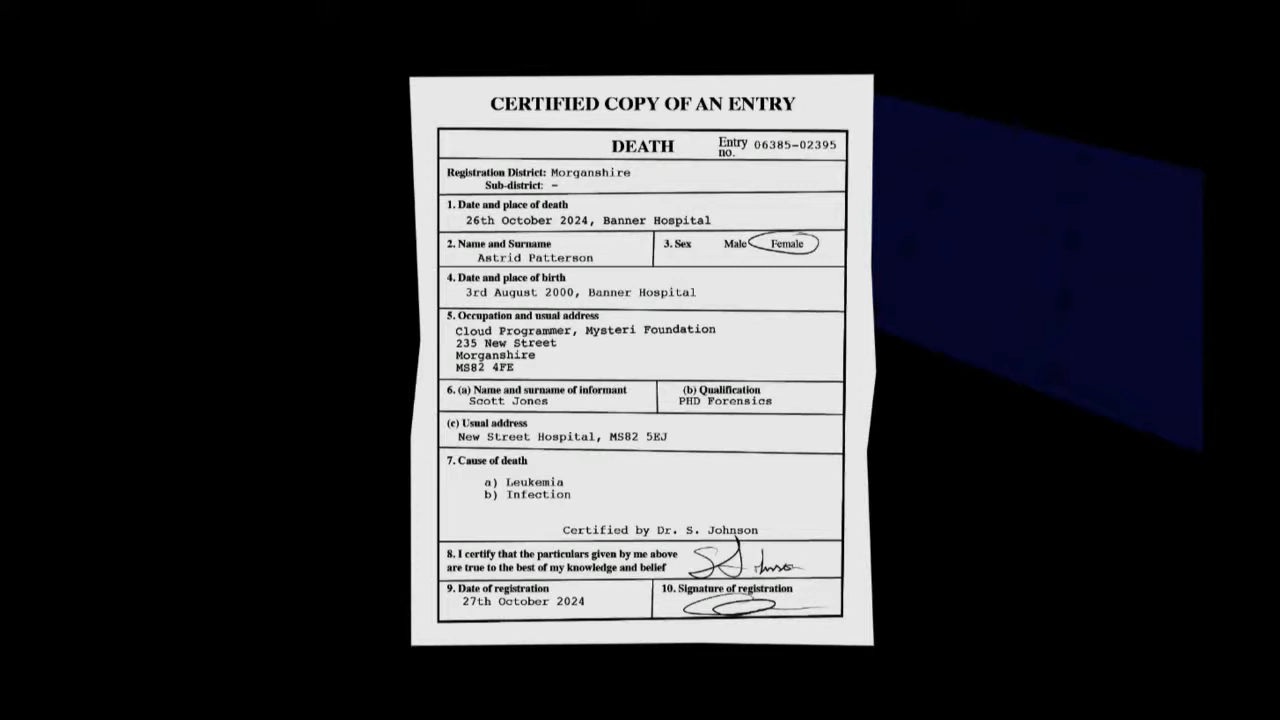 CERTIFIED COPY OF AN ENTRY
DEATH
Entry no. 06385-02395
Registration District: Morganshire
Sub-district: -
1. Date and place of death
26th October 2024, Banner Hospital
2. Name and Surname
Astrid Patterson
3. Sex Male Female
4. Date and place of birth
3rd August 2000, Banner Hospital
5. Occupation and usual address
Cloud Programmer, Mysteri Foundation
235 New Street
Morganshire
MS82 4FE
6. (a) Name and surname of informant
Scott Jones
(b) Qualification
PHD Forensics
(c) Usual address
New Street Hospital, MS82 5EJ
7. Cause of death
a) Leukemia
b) Infection
Certified by Dr. S. Johnson
8. I certify that the particulars given by me above
are true to the best of my knowledge and belief
S Johnson
9. Date of registration
27th October 2024
10. Signature of registration